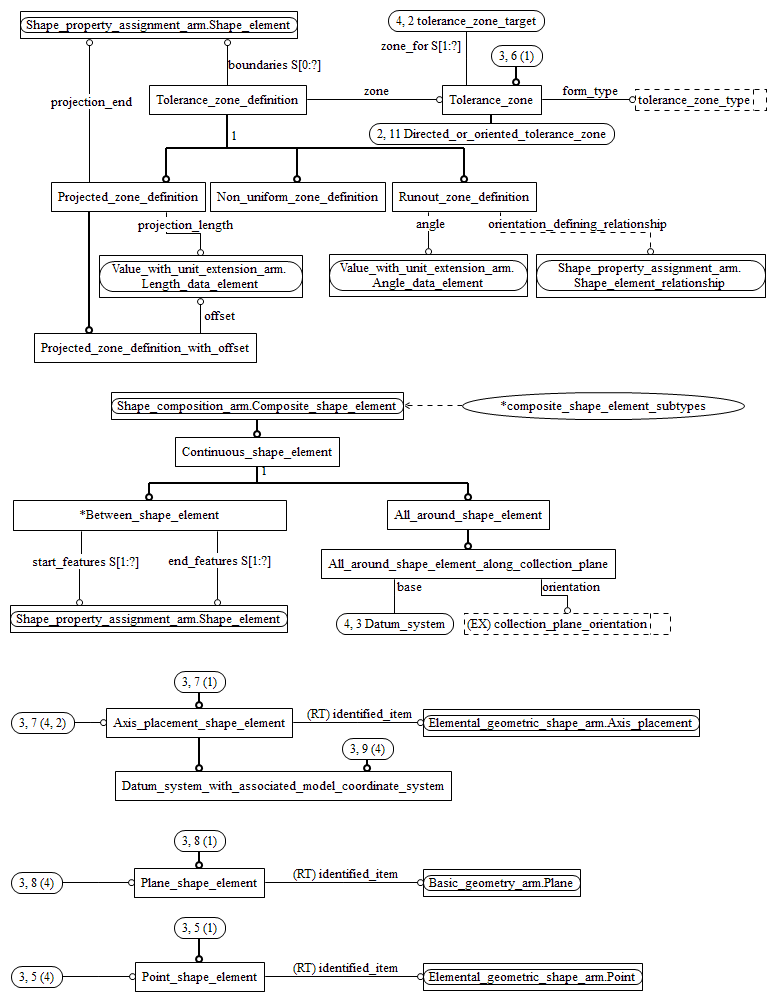 Shape_property_assignment_arm.Shape_element
4, 2 tolerance_zone_target
zone_for S[1:?]
3, 6 (1)
boundaries S[0:?]
projection_end
Tolerance_zone_definition
zone
Tolerance_zone
form_type
tolerance_zone_type
1
2, 11 Directed_or_oriented_tolerance_zone
Projected_zone_definition
Non_uniform_zone_definition
Runout_zone_definition
projection_length
angle
orientation_defining_relationship
Value_with_unit_extension_arm.
Length_data_element
Value_with_unit_extension_arm.
Angle_data_element
Shape_property_assignment_arm.
Shape_element_relationship
offset
Projected_zone_definition_with_offset
Shape_composition_arm.Composite_shape_element
*composite_shape_element_subtypes
Continuous_shape_element
1
*Between_shape_element
All_around_shape_element
start_features S[1:?]
end_features S[1:?]
All_around_shape_element_along_collection_plane
base
orientation
Shape_property_assignment_arm.Shape_element
4, 3 Datum_system
(EX) collection_plane_orientation
3, 7 (1)
3, 7 (4, 2)
Axis_placement_shape_element
(RT) identified_item
Elemental_geometric_shape_arm.Axis_placement
3, 9 (4)
Datum_system_with_associated_model_coordinate_system
3, 8 (1)
3, 8 (4)
Plane_shape_element
(RT) identified_item
Basic_geometry_arm.Plane
3, 5 (1)
3, 5 (4)
Point_shape_element
(RT) identified_item
Elemental_geometric_shape_arm.Point